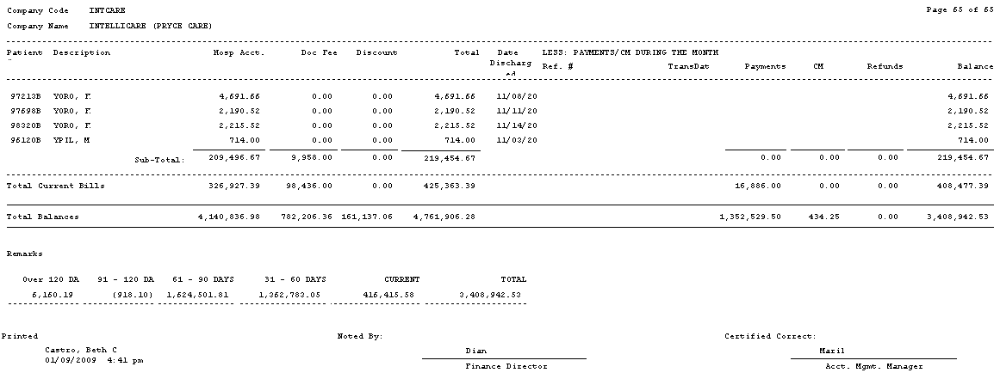 Company Code INTCARE Page 65 of 65
Company Name INTELLICARE (PRYCE CARE)
Patient Description Hosp Acct. Doc Fee Discount Total Date LESS: PAYMENTS/CM DURING THE MONTH
Discharg Ref. # TransDat Payments CM Refunds Balance
ed
97213B YORO, F 4,691.66 0.00 0.00 4,691.66 11/08/20 4,691.66
97698B YORO, F 2,190.52 0.00 0.00 2,190.52 11/11/20 2,190.52
98320B YORO, F 2,215.52 0.00 0.00 2,215.52 11/14/20 2,215.52
96120B YPIL, M 714.00 0.00 0.00 714.00 11/03/20 714.00
Sub-Total: 209,496.67 9,958.00 0.00 219,454.67 0.00 0.00 0.00 219,454.67
Total Current Bills 326,927.39 98,436.00 0.00 425,363.39 16,886.00 0.00 0.00 408,477.39
Total Balances 4,140,836.98 782,206.36 161,137.06 4,761,906.28 1,352,529.50 434.25 0.00 3,408,942.53
Remarks
Over 120 DA 91 - 120 DA 61 - 90 DAYS 31 - 60 DAYS CURRENT TOTAL
6,160.19 (918.10) 1,624,501.81 1,362,783.05 416,415.58 3,408,942.53
Printed Noted By: Certified Correct:
Castro, Beth C Dian Maril
01/09/2009 4:41 pm
Finance Director Acct. Mgmt. Manager